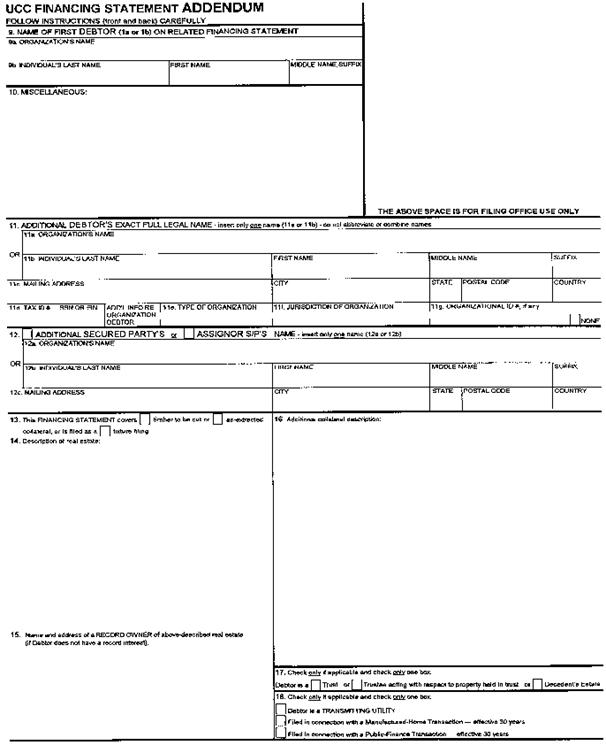 UCC FINANCING STATEMENT ADDENDUM
FOLLOW INSTRUCTIONS (front and back) CAREFULLY
9. NAME OF FIRST DEBTOR (1a or 1b) ON RELATED FINANCING STATEMENT
9a. ORGANIZATION'S NAME
9b. INDIVIDUAL'S LAST NAME FIRST NAME MIDDLE NAME, SUFFIX
10. MISCELLANEOUS:
THE ABOVE SPACE IS FOR FILING OFFICE USE ONLY
11. ADDITIONAL DEBTOR'S EXACT FULL LEGAL NAME - insert only one name (11a or 11b) - do not abbreviate or combine names
11a. ORGANIZATION'S NAME
OR
11b. INDIVIDUAL'S LAST NAME FIRST NAME MIDDLE NAME SUFFIX
11c. MAILING ADDRESS CITY STATE POSTAL CODE COUNTRY
11d. TAX ID #: SSN OR EIN ADD'L INFO RE ORGANIZATION DEBTOR 11e. TYPE OF ORGANIZATION 11f. JURISDICTION OF ORGANIZATION 11g. ORGANIZATIONAL ID #, if any
NONE
12. ADDITIONAL SECURED PARTY'S or ASSIGNOR S/P'S NAME - insert only one name (12a or 12b)
12a. ORGANIZATION'S NAME
OR
12b. INDIVIDUAL'S LAST NAME FIRST NAME MIDDLE NAME SUFFIX
12c. MAILING ADDRESS CITY STATE POSTAL CODE COUNTRY
13. This FINANCING STATEMENT covers timber to be cut or as-extracted
collateral, or is filed as a fixture filing
14. Description of real estate:
16. Additional collateral description:
15. Name and address of a RECORD OWNER of above-described real estate
(if Debtor does not have a record interest):
17. Check only if applicable and check only one box.
Debtor is a Trust or Trustee acting with respect to property held in trust or Decedent's Estate
18. Check only if applicable and check only one box.
Debtor is a TRANSMITTING UTILITY
Filed in connection with a Manufactured-Home Transaction — effective 30 years
Filed in connection with a Public-Finance Transaction effective 30 years